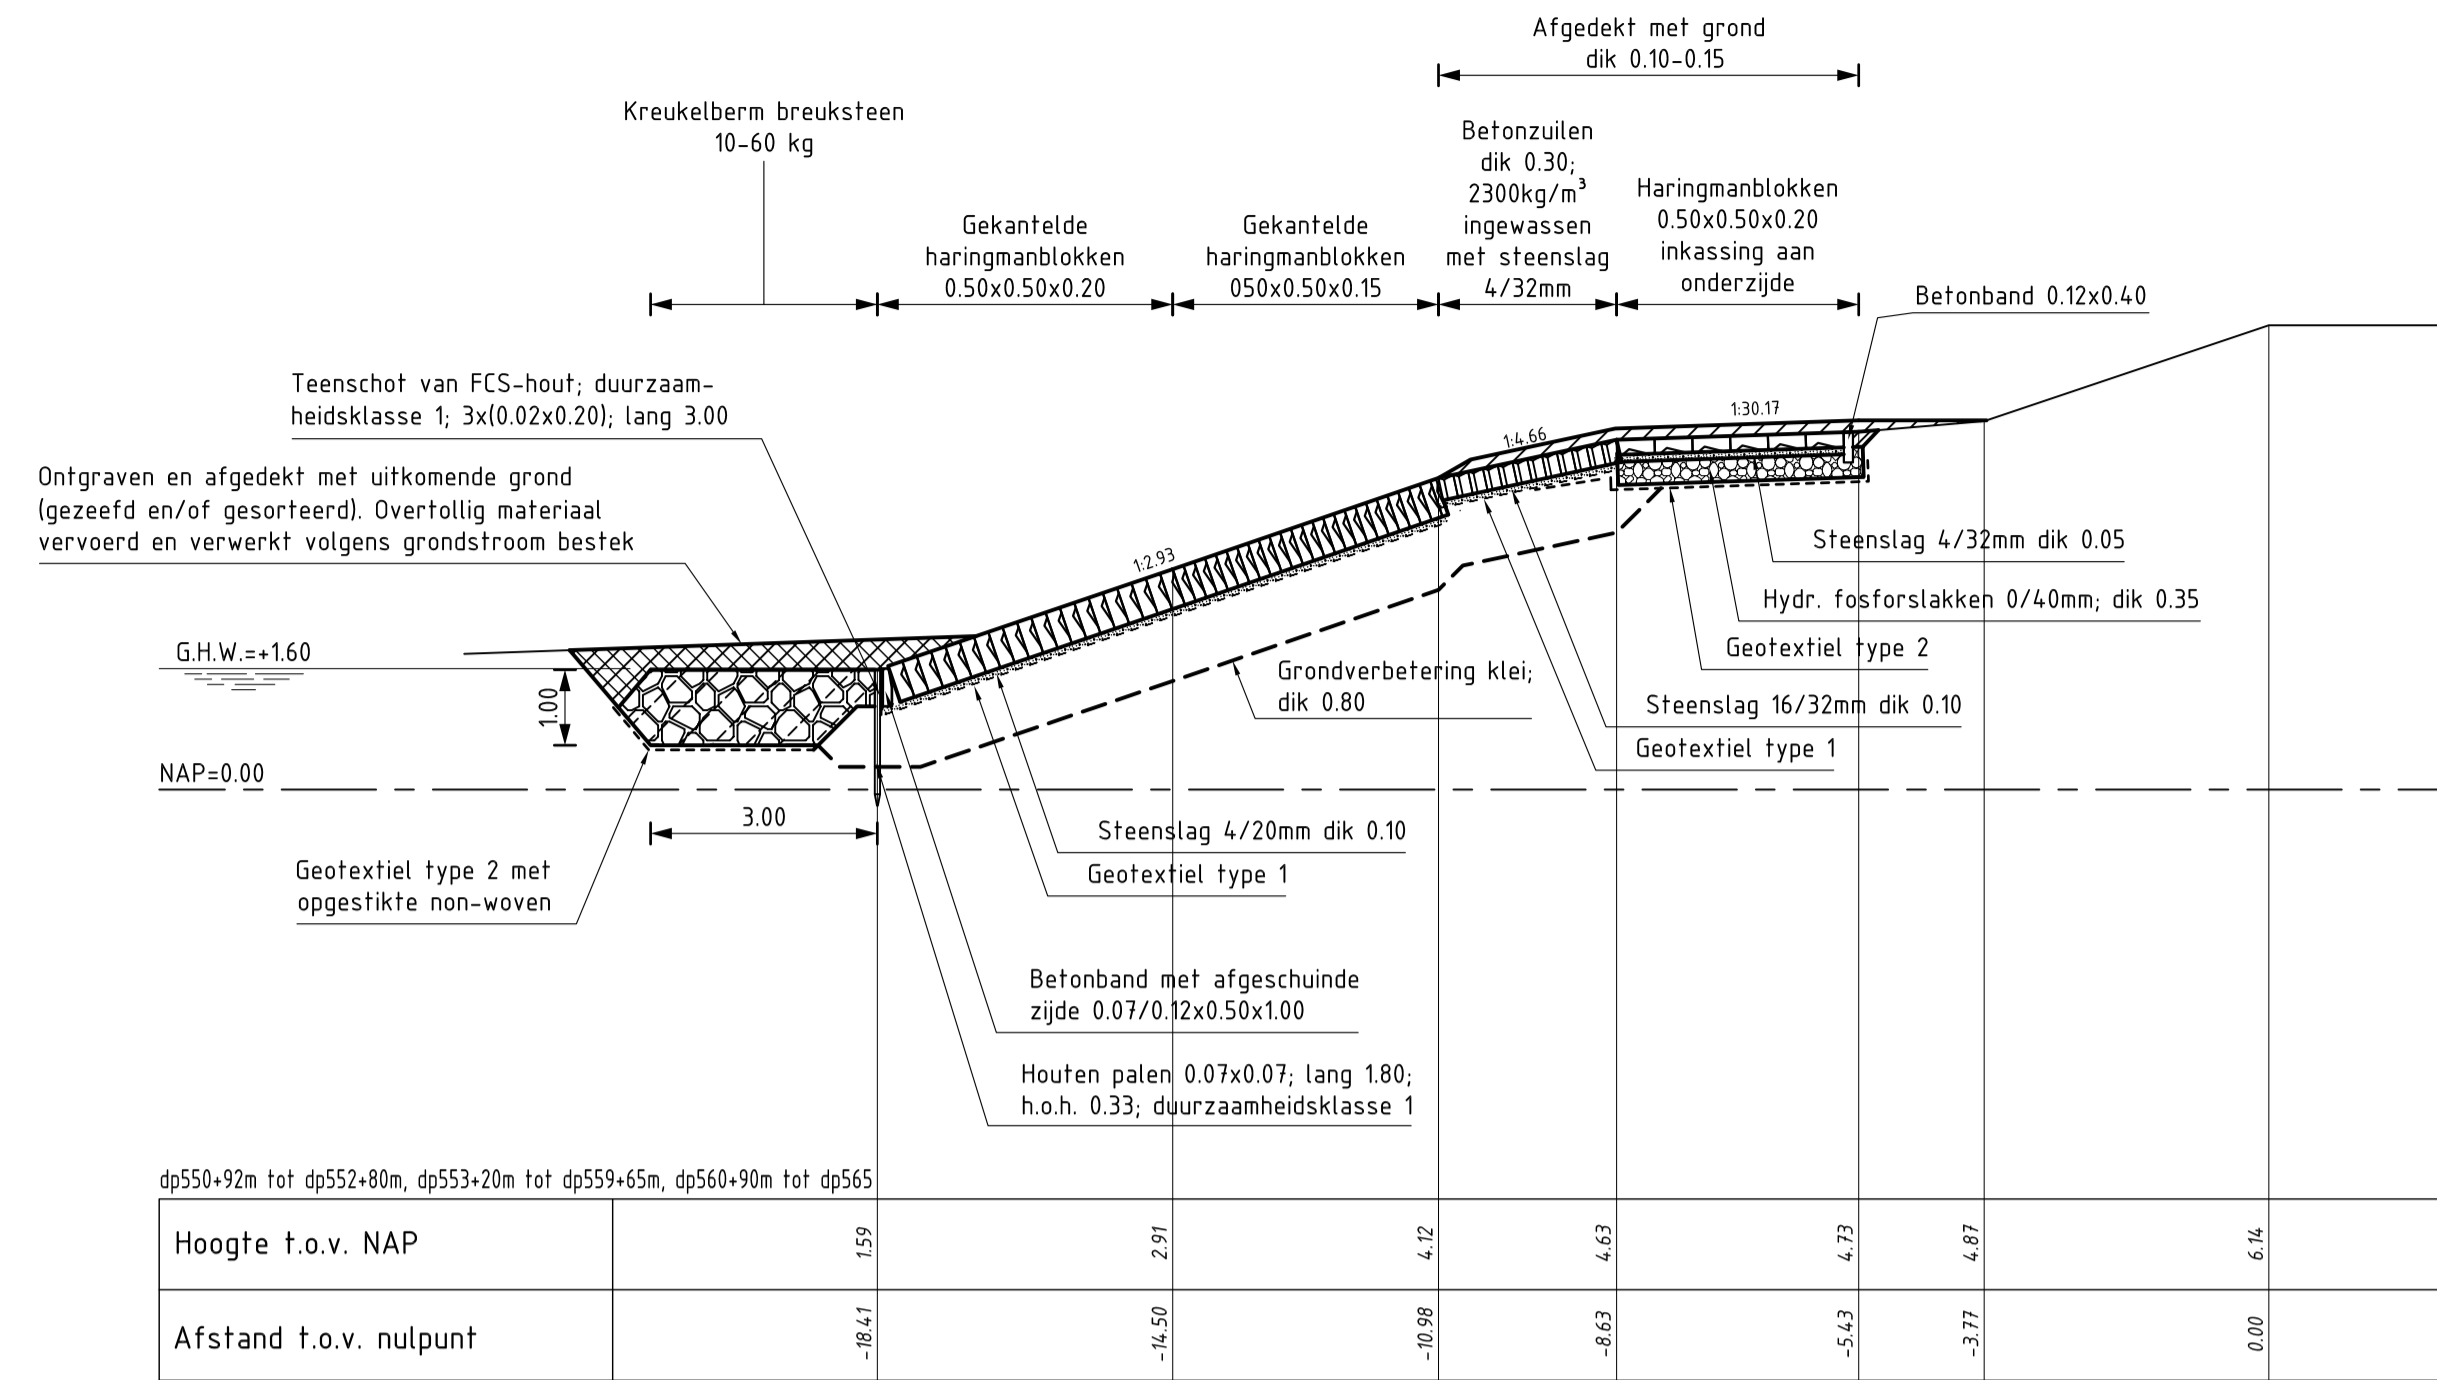 Afgedekt met grond
dik 0.10-0.15
Kreukelberm breuksteen
10-60 kg
Gekantelde
haringmanblokken
0.50x0.50x0.20
Gekantelde
haringmanblokken
050x0.50x0.15
Betonzuilen
dik 0.30;
2300kg/m³
ingewassen
met steenslag
4/32mm
Haringmanblokken
0.50x0.50x0.20
inkassing aan
onderzijde
Betonband 0.12x0.40
Teenschot van FCS-hout; duurzaam-
heidsklasse 1; 3x(0.02x0.20); lang 3.00
Ontgraven en afgedekt met uitkomende grond
(gezeefd en/of gesorteerd). Overtollig materiaal
vervoerd en verwerkt volgens grondstroom bestek
1:2.93
1:4.66
1:30.17
G.H.W.=+1.60
1.00
NAP=0.00
3.00
Steenslag 4/32mm dik 0.05
Hydr. fosforslakken 0/40mm; dik 0.35
Geotextiel type 2
Grondverbetering klei;
dik 0.80
Steenslag 16/32mm dik 0.10
Geotextiel type 1
Steenslag 4/20mm dik 0.10
Geotextiel type 1
Geotextiel type 2 met
opgestikte non-woven
Betonband met afgeschuinde
zijde 0.07/0.12x0.50x1.00
Houten palen 0.07x0.07; lang 1.80;
h.o.h. 0.33; duurzaamheidsklasse 1
dp550+92m tot dp552+80m, dp553+20m tot dp559+65m, dp560+90m tot dp565
Hoogte t.o.v. NAP 1.59 2.91 4.12 4.63 4.73 4.87 6.14
Afstand t.o.v. nulpunt -18.41 -14.50 -10.98 -8.63 -5.43 -3.77 0.00